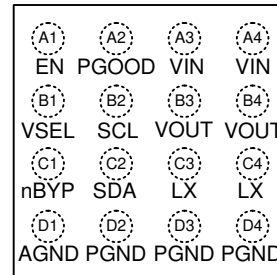 A1 A2 A3 A4
EN PGOOD VIN VIN
B1 B2 B3 B4
VSEL SCL VOUT VOUT
C1 C2 C3 C4
nBYP SDA LX LX
D1 D2 D3 D4
AGND PGND PGND PGND